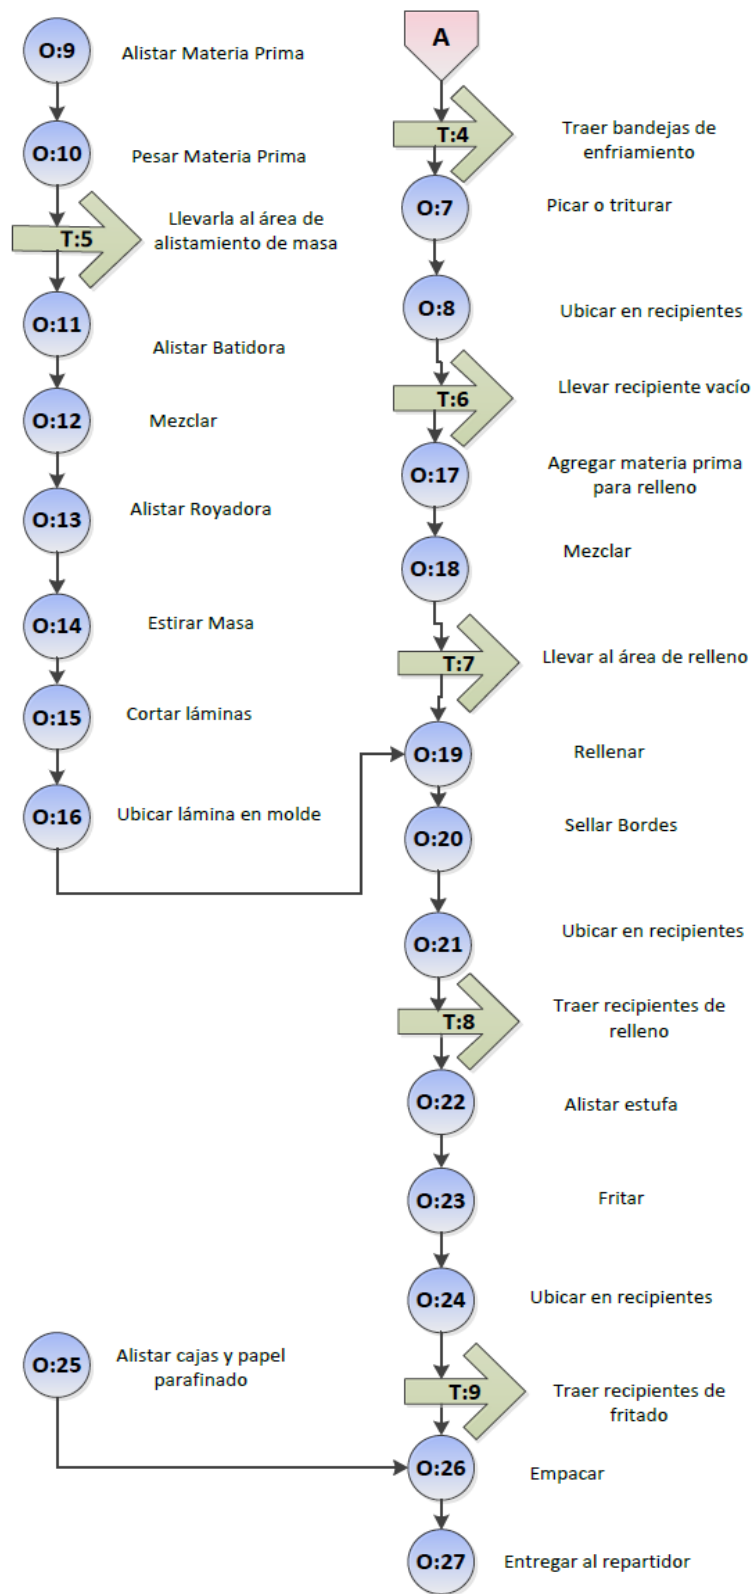 O:9
Alistar Materia Prima
O:10
Pesar Materia Prima
T:5
Llevarla al área de
alistamiento de masa
O:11
Alistar Batidora
O:12
Mezclar
O:13
Alistar Royadora
O:14
Estirar Masa
O:15
Cortar láminas
O:16
Ubicar lámina en molde
A
T:4
Traer bandejas de
enfriamiento
O:7
Picar o triturar
O:8
Ubicar en recipientes
T:6
Llevar recipiente vacío
O:17
Agregar materia prima
para relleno
O:18
Mezclar
T:7
Llevar al área de relleno
O:19
Rellenar
O:20
Sellar Bordes
O:21
Ubicar en recipientes
T:8
Traer recipientes de
relleno
O:22
Alistar estufa
O:23
Fritar
O:24
Ubicar en recipientes
O:25
Alistar cajas y papel
parafinado
T:9
Traer recipientes de
fritado
O:26
Empacar
O:27
Entregar al repartidor